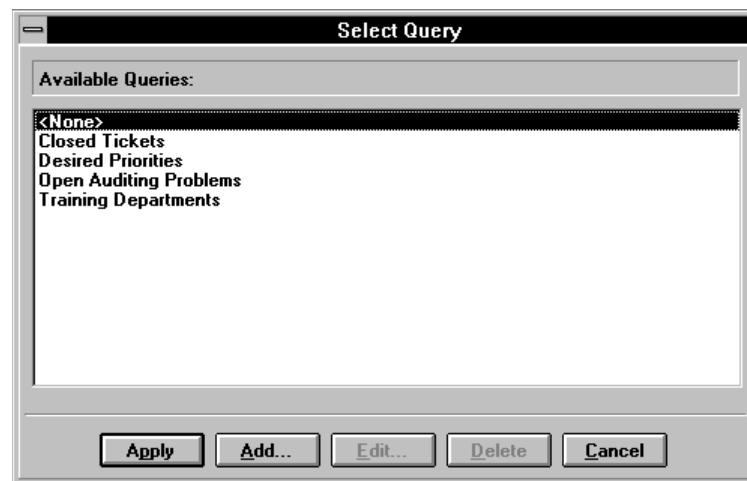 Select Query
Available Queries:
<None>
Closed Tickets
Desired Priorities
Open Auditing Problems
Training Departments
Apply Add... Edit... Delete Cancel